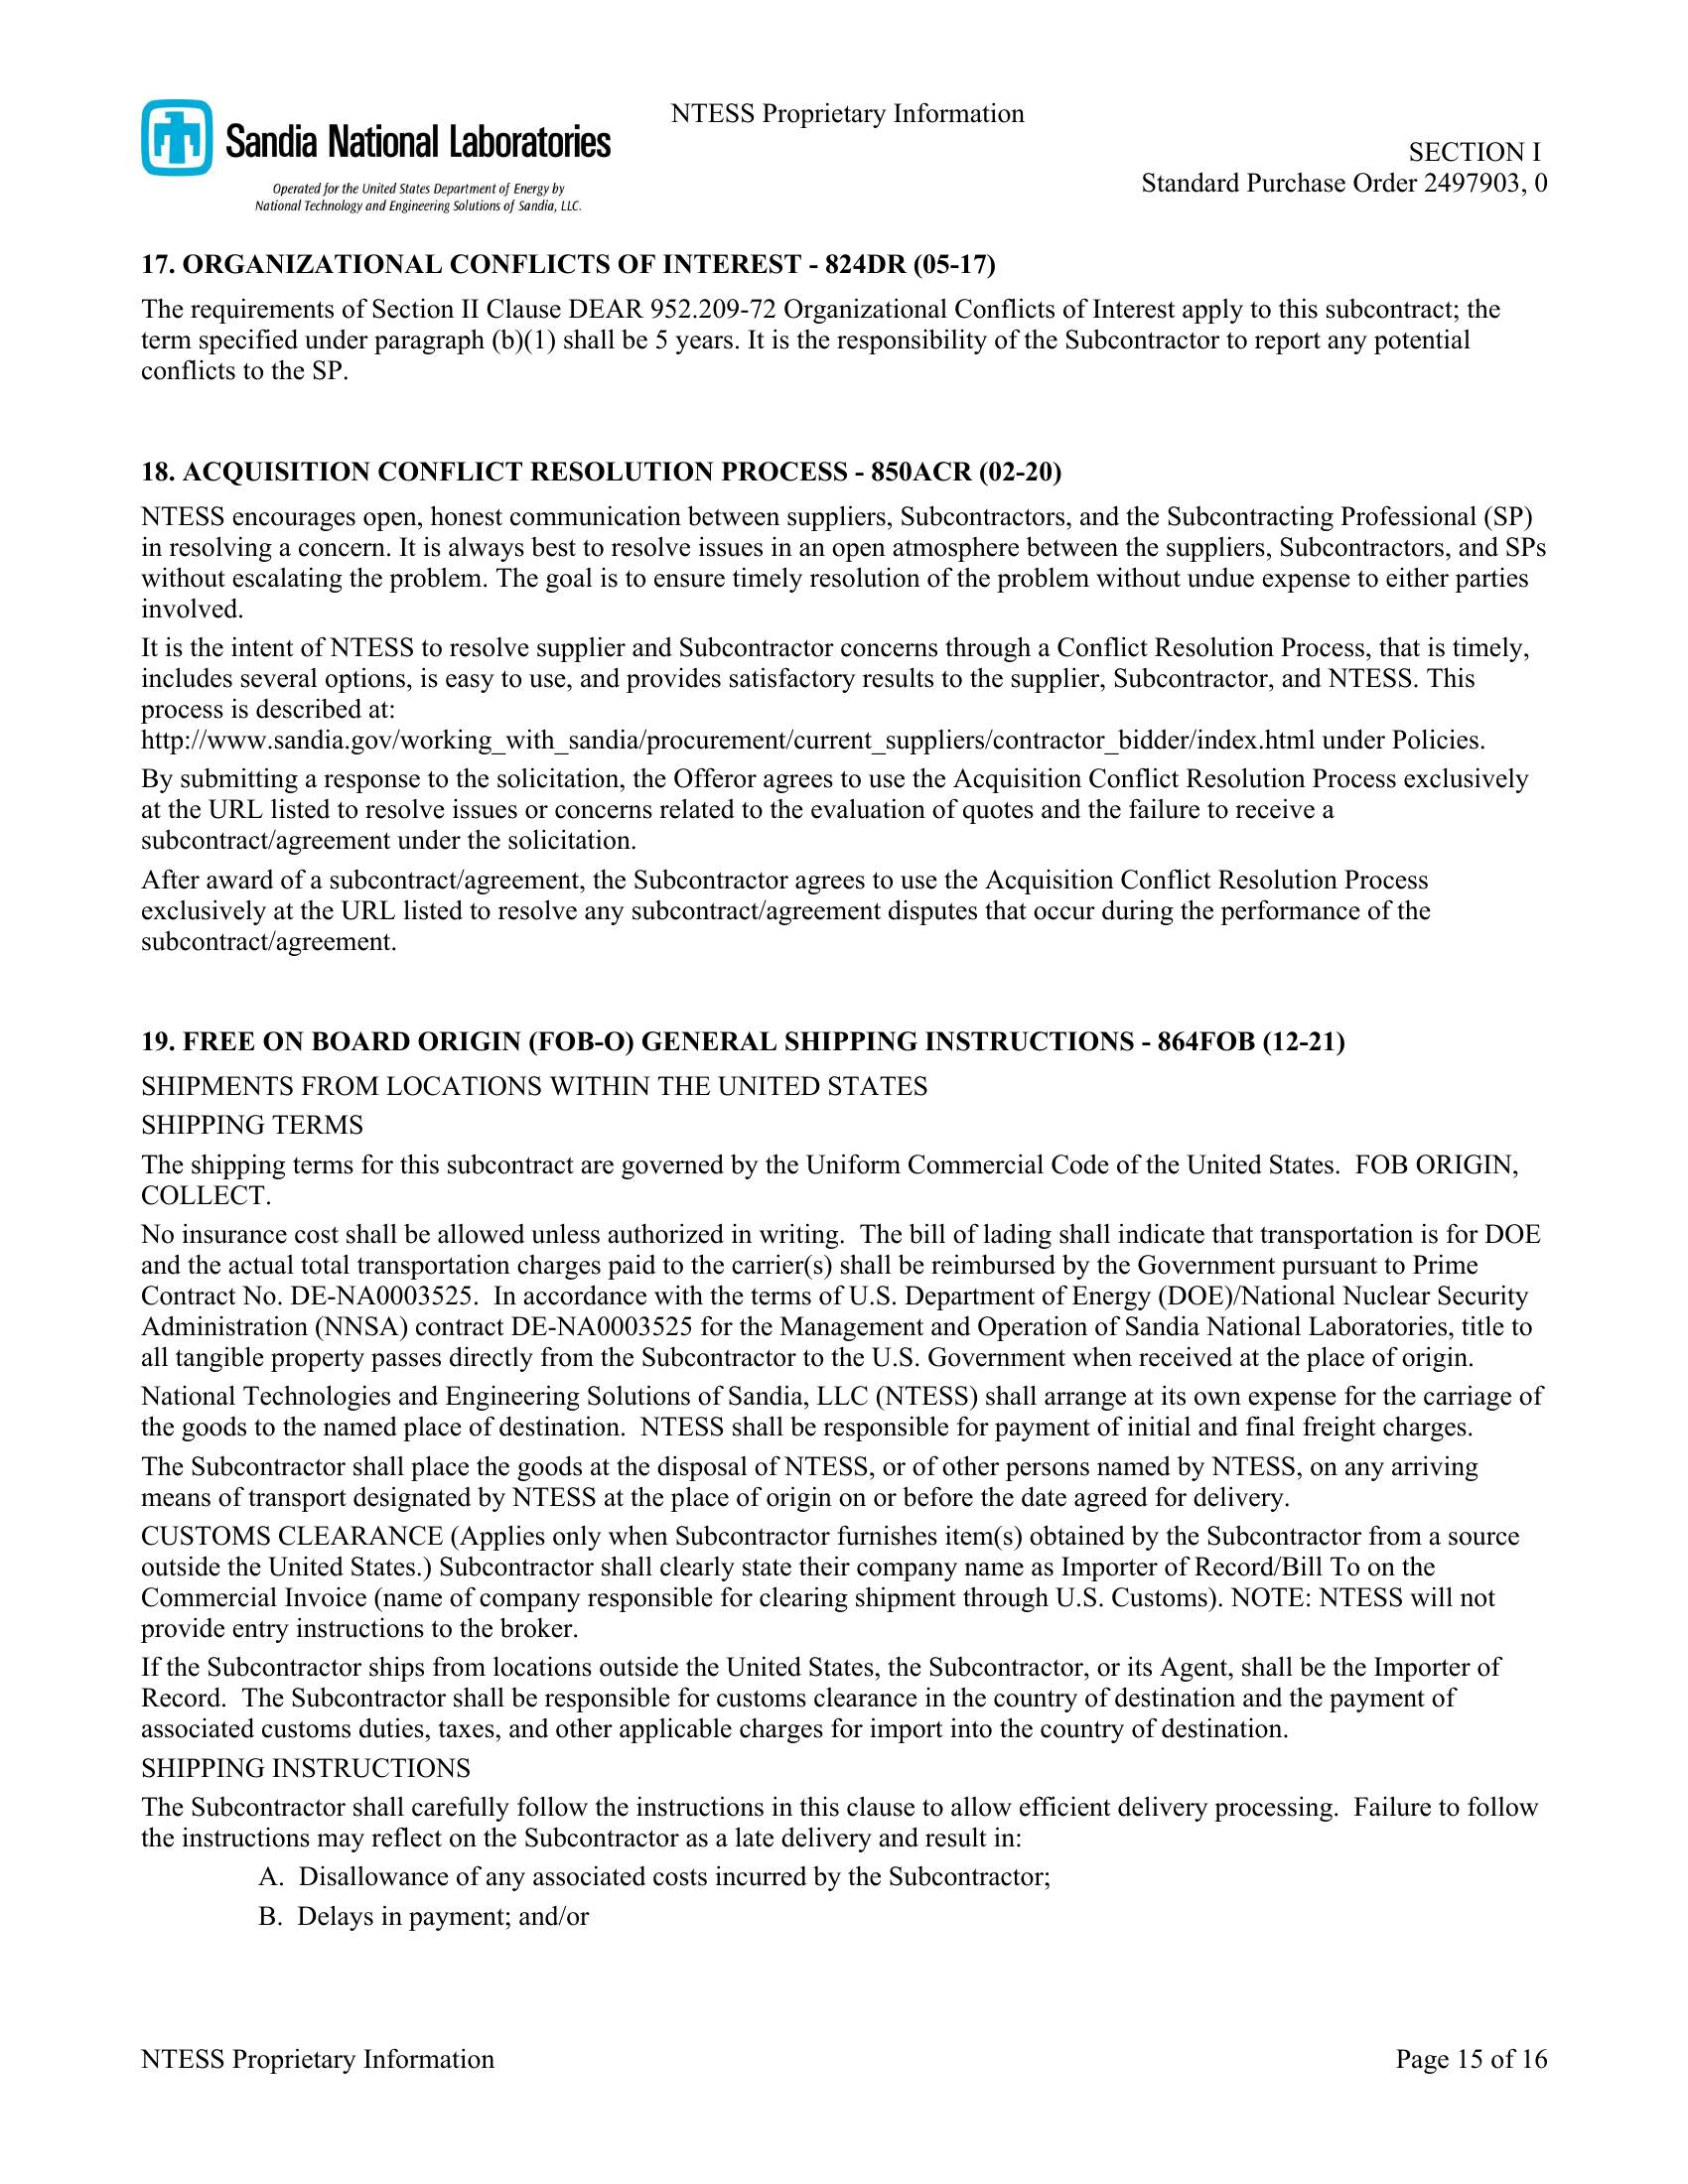 NTESS Proprietary Information
Sandia National Laboratories
Operated for the United States Department of Energy by
National Technology and Engineering Solutions of Sandia, LLC.
SECTION I
Standard Purchase Order 2497903, 0
17. ORGANIZATIONAL CONFLICTS OF INTEREST - 824DR (05-17)
The requirements of Section II Clause DEAR 952.209-72 Organizational Conflicts of Interest apply to this subcontract; the
term specified under paragraph (b)(1) shall be 5 years. It is the responsibility of the Subcontractor to report any potential
conflicts to the SP.
18. ACQUISITION CONFLICT RESOLUTION PROCESS - 850ACR (02-20)
NTESS encourages open, honest communication between suppliers, Subcontractors, and the Subcontracting Professional (SP)
in resolving a concern. It is always best to resolve issues in an open atmosphere between the suppliers, Subcontractors, and SPs
without escalating the problem. The goal is to ensure timely resolution of the problem without undue expense to either parties
involved.
It is the intent of NTESS to resolve supplier and Subcontractor concerns through a Conflict Resolution Process, that is timely,
includes several options, is easy to use, and provides satisfactory results to the supplier, Subcontractor, and NTESS. This
process is described at:
http://www.sandia.gov/working_with_sandia/procurement/current_suppliers/contractor_bidder/index.html under Policies.
By submitting a response to the solicitation, the Offeror agrees to use the Acquisition Conflict Resolution Process exclusively
at the URL listed to resolve issues or concerns related to the evaluation of quotes and the failure to receive a
subcontract/agreement under the solicitation.
After award of a subcontract/agreement, the Subcontractor agrees to use the Acquisition Conflict Resolution Process
exclusively at the URL listed to resolve any subcontract/agreement disputes that occur during the performance of the
subcontract/agreement.
19. FREE ON BOARD ORIGIN (FOB-O) GENERAL SHIPPING INSTRUCTIONS - 864FOB (12-21)
SHIPMENTS FROM LOCATIONS WITHIN THE UNITED STATES
SHIPPING TERMS
The shipping terms for this subcontract are governed by the Uniform Commercial Code of the United States.  FOB ORIGIN,
COLLECT.
No insurance cost shall be allowed unless authorized in writing.  The bill of lading shall indicate that transportation is for DOE
and the actual total transportation charges paid to the carrier(s) shall be reimbursed by the Government pursuant to Prime
Contract No. DE-NA0003525.  In accordance with the terms of U.S. Department of Energy (DOE)/National Nuclear Security
Administration (NNSA) contract DE-NA0003525 for the Management and Operation of Sandia National Laboratories, title to
all tangible property passes directly from the Subcontractor to the U.S. Government when received at the place of origin.
National Technologies and Engineering Solutions of Sandia, LLC (NTESS) shall arrange at its own expense for the carriage of
the goods to the named place of destination.  NTESS shall be responsible for payment of initial and final freight charges.
The Subcontractor shall place the goods at the disposal of NTESS, or of other persons named by NTESS, on any arriving
means of transport designated by NTESS at the place of origin on or before the date agreed for delivery.
CUSTOMS CLEARANCE (Applies only when Subcontractor furnishes item(s) obtained by the Subcontractor from a source
outside the United States.) Subcontractor shall clearly state their company name as Importer of Record/Bill To on the
Commercial Invoice (name of company responsible for clearing shipment through U.S. Customs). NOTE: NTESS will not
provide entry instructions to the broker.
If the Subcontractor ships from locations outside the United States, the Subcontractor, or its Agent, shall be the Importer of
Record.  The Subcontractor shall be responsible for customs clearance in the country of destination and the payment of
associated customs duties, taxes, and other applicable charges for import into the country of destination.
SHIPPING INSTRUCTIONS
The Subcontractor shall carefully follow the instructions in this clause to allow efficient delivery processing.  Failure to follow
the instructions may reflect on the Subcontractor as a late delivery and result in:
A.  Disallowance of any associated costs incurred by the Subcontractor;
B.  Delays in payment; and/or
NTESS Proprietary Information
Page 15 of 16